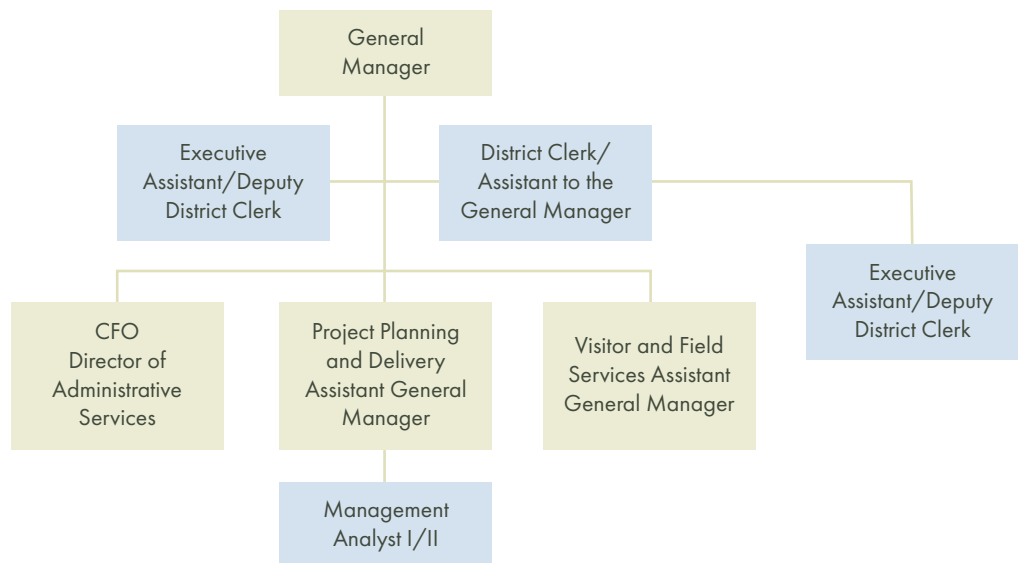 General
Manager
Executive
Assistant/Deputy
District Clerk
District Clerk/
Assistant to the
General Manager
Executive
Assistant/Deputy
District Clerk
CFO
Director of
Administrative
Services
Project Planning
and Delivery
Assistant General
Manager
Visitor and Field
Services Assistant
General Manager
Management
Analyst I/II